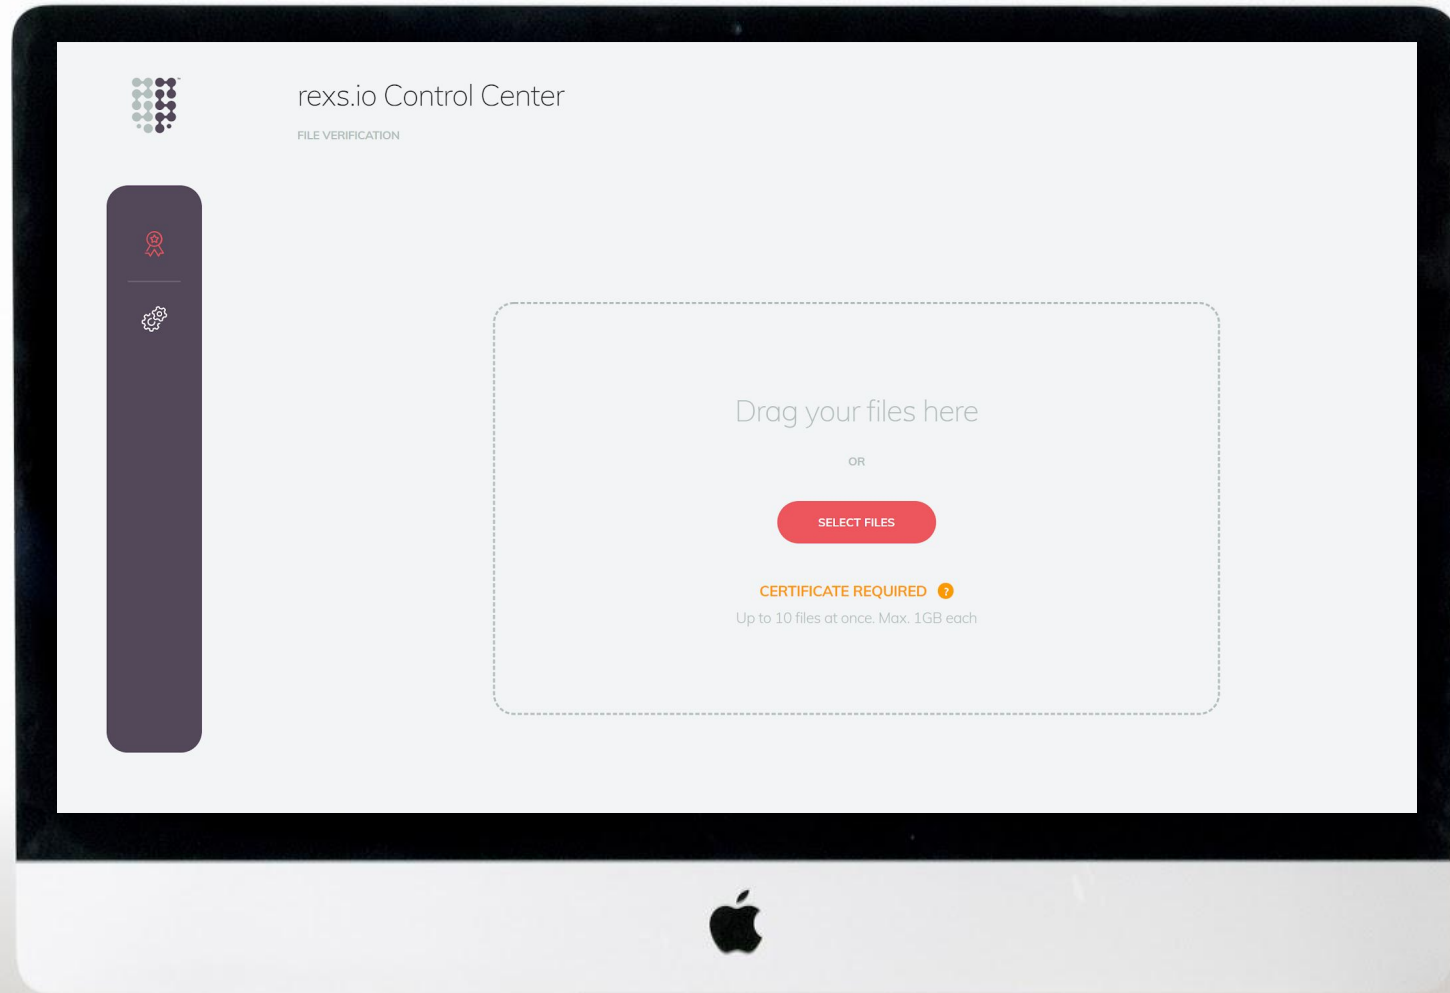 rexs.io Control Center
FILE VERIFICATION
Drag your files here
OR
SELECT FILES
CERTIFICATE REQUIRED ?
Up to 10 files at once. Max. 1GB each